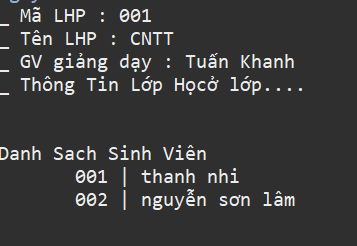 _ Mã LHP : 001
_ Tên LHP : CNTT
_ GV giảng dạy : Tuấn Khanh
_ Thông Tin Lớp Họcở lớp....
Danh Sach Sinh Viên
001 | thanh nhi
002 | nguyễn sơn lâm